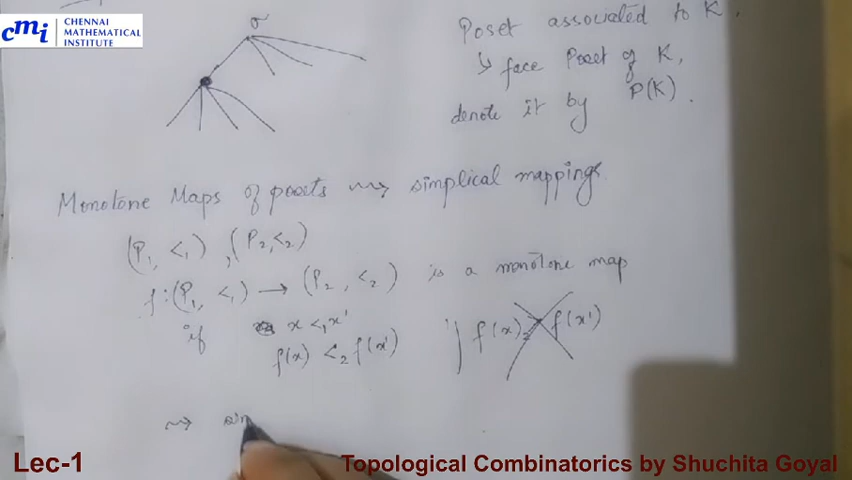 cmi CHENNAI
MATHEMATICAL
INSTITUTE
σ
Poset associated to K.
↳ face Poset of K,
denote it by P(K).
Monotone Maps of posets ⇝ simplical mappings
(P₁, <₁) , (P₂, <₂)
f : (P₁, <₁) → (P₂, <₂) is a monotone map
if x <₁ x'
f(x) <₂ f(x')
f(x) f(x')
⇝ sim
Lec-1
Topological Combinatorics by Shuchita Goyal